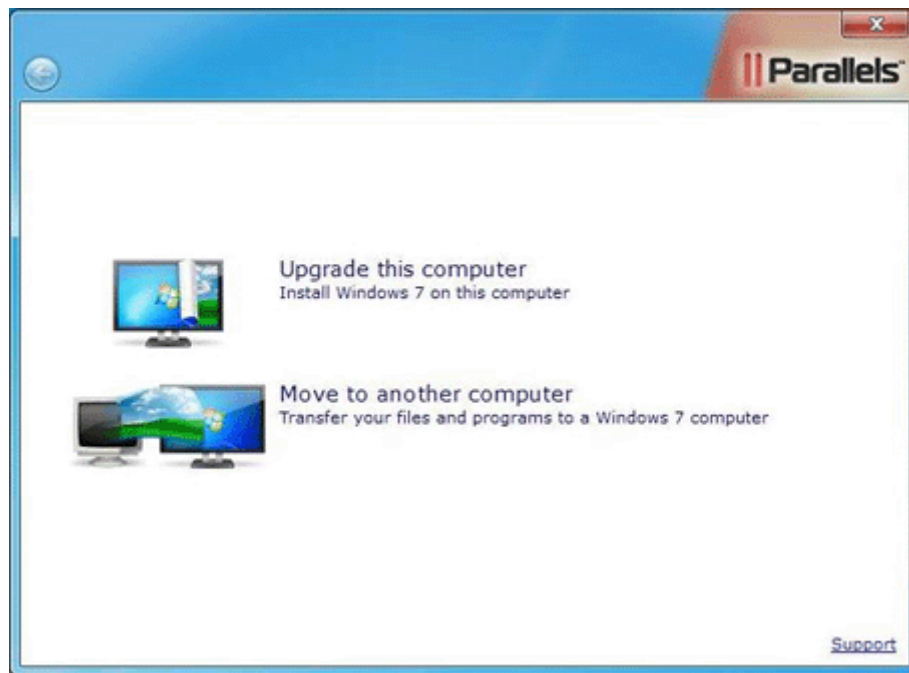 Parallels™
Upgrade this computer
Install Windows 7 on this computer
Move to another computer
Transfer your files and programs to a Windows 7 computer
Support